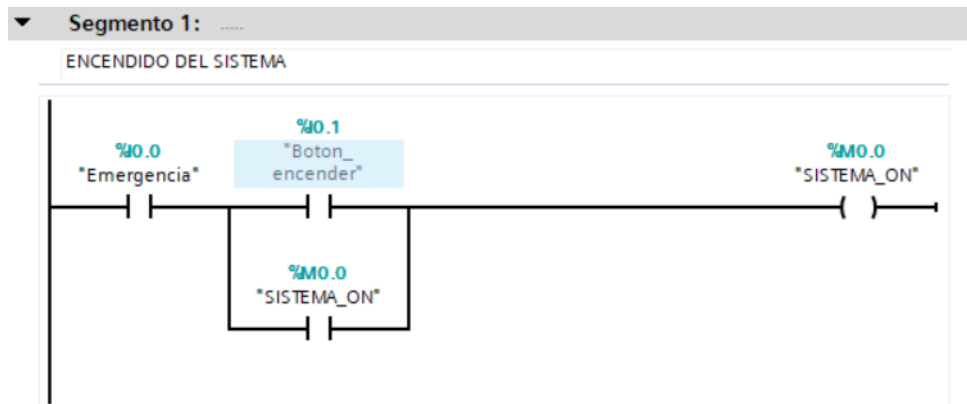 Segmento 1: .....
ENCENDIDO DEL SISTEMA
%I0.0
"Emergencia"
%I0.1
"Boton_
encender"
%M0.0
"SISTEMA_ON"
%M0.0
"SISTEMA_ON"